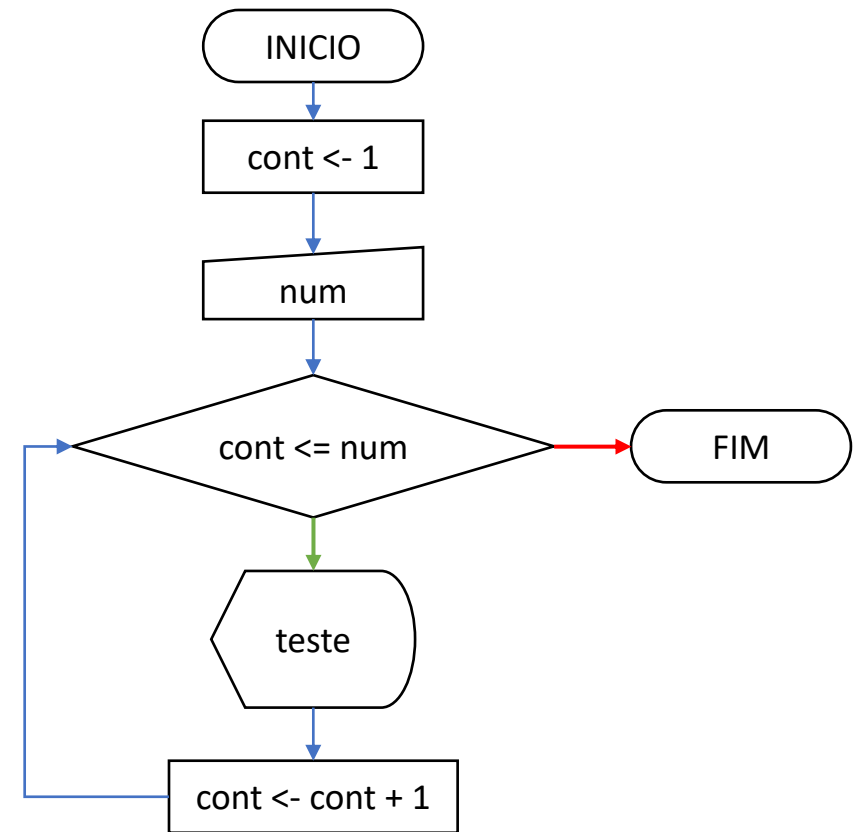 INICIO
cont <- 1
num
cont <= num
FIM
teste
cont <- cont + 1